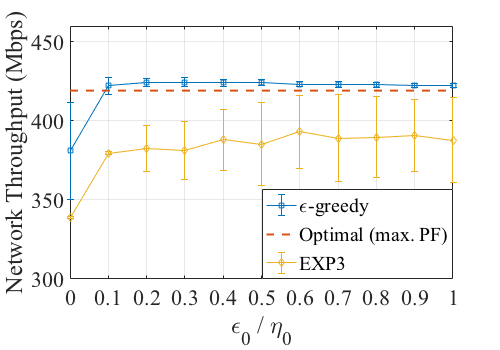 Network Throughput (Mbps)
450
400
350
300
ϵ-greedy
Optimal (max. PF)
EXP3
0 0.1 0.2 0.3 0.4 0.5 0.6 0.7 0.8 0.9 1
ϵ₀ / η₀